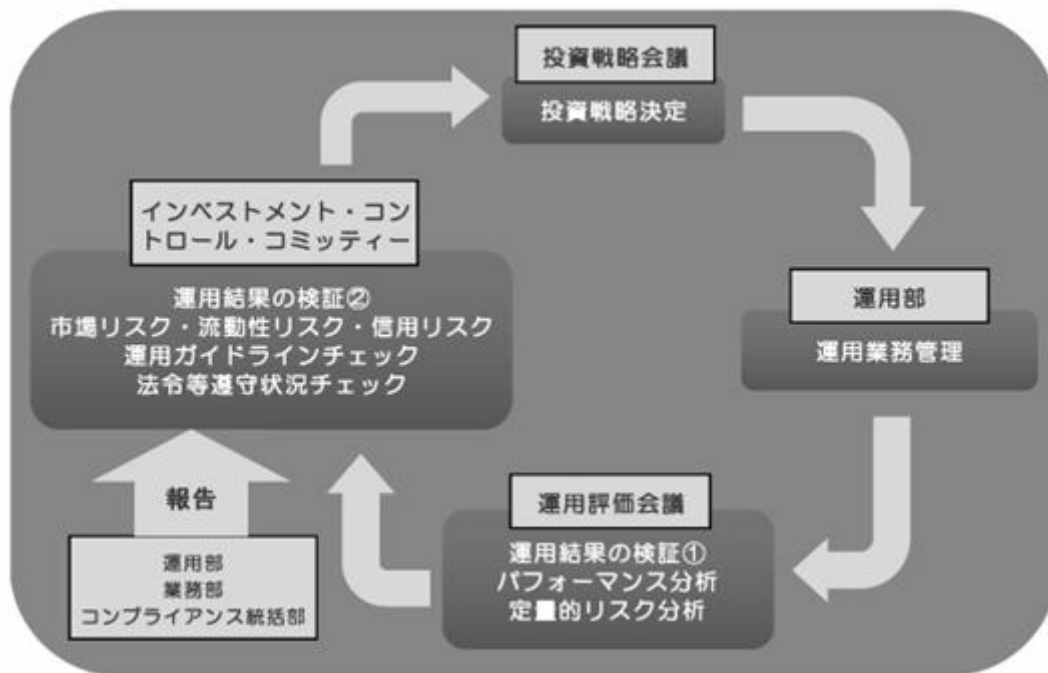 投資戦略会議
投資戦略決定
インベストメント・コン
トロール・コミッティー
運用結果の検証②
市場リスク・流動性リスク・信用リスク
運用ガイドラインチェック
法令等遵守状況チェック
運用部
運用業務管理
報告
運用部
業務部
コンプライアンス統括部
運用評価会議
運用結果の検証①
パフォーマンス分析
定量的リスク分析